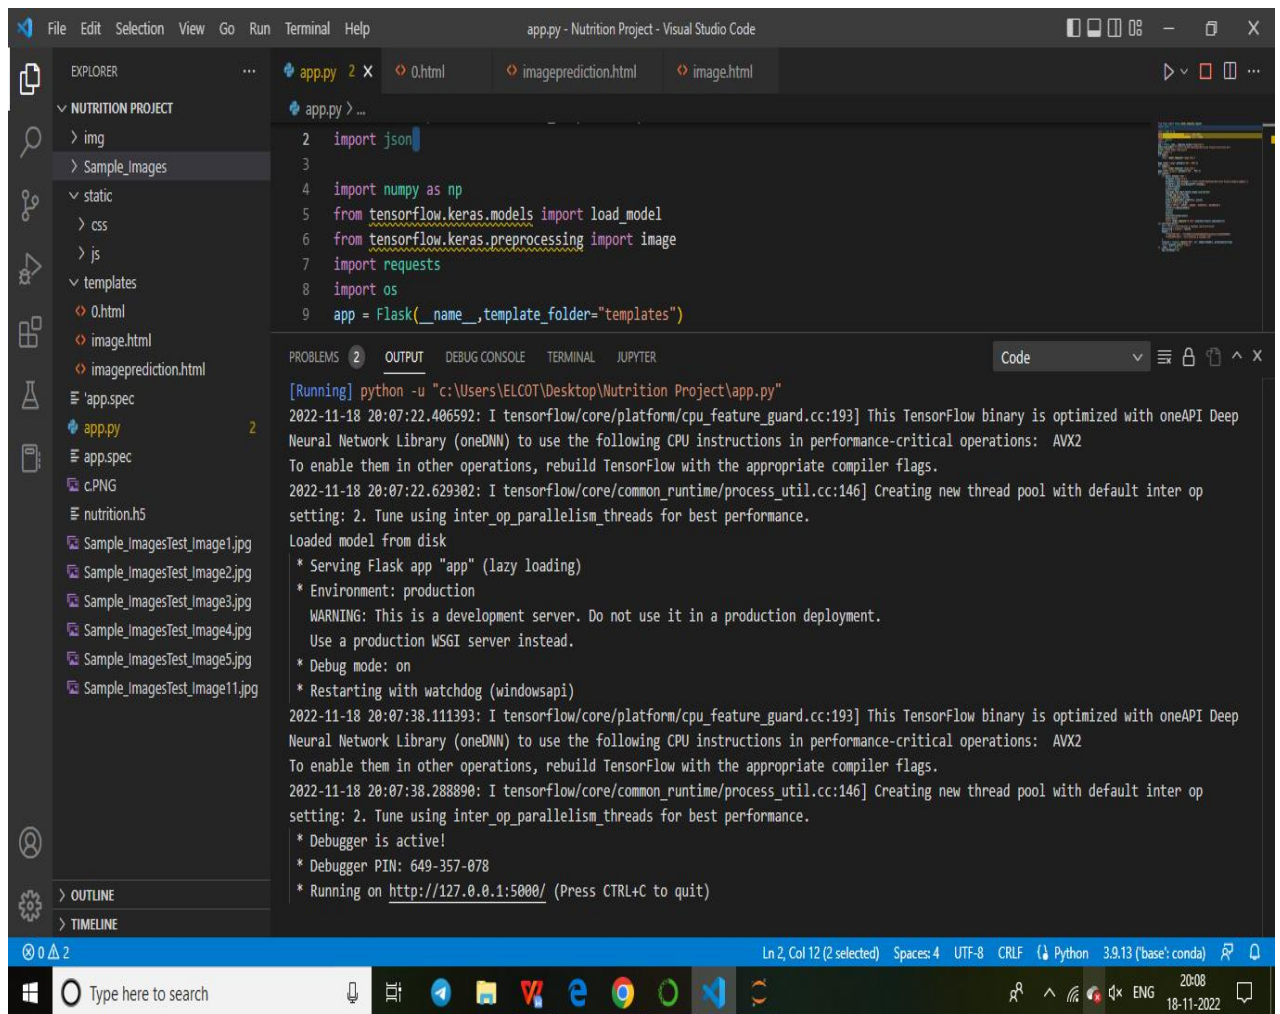 File Edit Selection View Go Run Terminal Help app.py - Nutrition Project - Visual Studio Code
EXPLORER
NUTRITION PROJECT
img
Sample_Images
static
css
js
templates
0.html
image.html
imageprediction.html
'app.spec
app.py 2
app.spec
c.PNG
nutrition.h5
Sample_ImagesTest_Image1.jpg
Sample_ImagesTest_Image2.jpg
Sample_ImagesTest_Image3.jpg
Sample_ImagesTest_Image4.jpg
Sample_ImagesTest_Image5.jpg
Sample_ImagesTest_Image11.jpg
OUTLINE
TIMELINE
app.py 2 0.html imageprediction.html image.html
app.py > ...
2 import json
3
4 import numpy as np
5 from tensorflow.keras.models import load_model
6 from tensorflow.keras.preprocessing import image
7 import requests
8 import os
9 app = Flask(__name__,template_folder="templates")
PROBLEMS 2 OUTPUT DEBUG CONSOLE TERMINAL JUPYTER Code
[Running] python -u "c:\Users\ELCOT\Desktop\Nutrition Project\app.py"
2022-11-18 20:07:22.406592: I tensorflow/core/platform/cpu_feature_guard.cc:193] This TensorFlow binary is optimized with oneAPI Deep
Neural Network Library (oneDNN) to use the following CPU instructions in performance-critical operations: AVX2
To enable them in other operations, rebuild TensorFlow with the appropriate compiler flags.
2022-11-18 20:07:22.629302: I tensorflow/core/common_runtime/process_util.cc:146] Creating new thread pool with default inter op
setting: 2. Tune using inter_op_parallelism_threads for best performance.
Loaded model from disk
* Serving Flask app "app" (lazy loading)
* Environment: production
WARNING: This is a development server. Do not use it in a production deployment.
Use a production WSGI server instead.
* Debug mode: on
* Restarting with watchdog (windowsapi)
2022-11-18 20:07:38.111393: I tensorflow/core/platform/cpu_feature_guard.cc:193] This TensorFlow binary is optimized with oneAPI Deep
Neural Network Library (oneDNN) to use the following CPU instructions in performance-critical operations: AVX2
To enable them in other operations, rebuild TensorFlow with the appropriate compiler flags.
2022-11-18 20:07:38.288890: I tensorflow/core/common_runtime/process_util.cc:146] Creating new thread pool with default inter op
setting: 2. Tune using inter_op_parallelism_threads for best performance.
* Debugger is active!
* Debugger PIN: 649-357-078
* Running on http://127.0.0.1:5000/ (Press CTRL+C to quit)
0 2 Ln 2, Col 12 (2 selected) Spaces: 4 UTF-8 CRLF Python 3.9.13 ('base': conda)
Type here to search ENG 20:08
18-11-2022